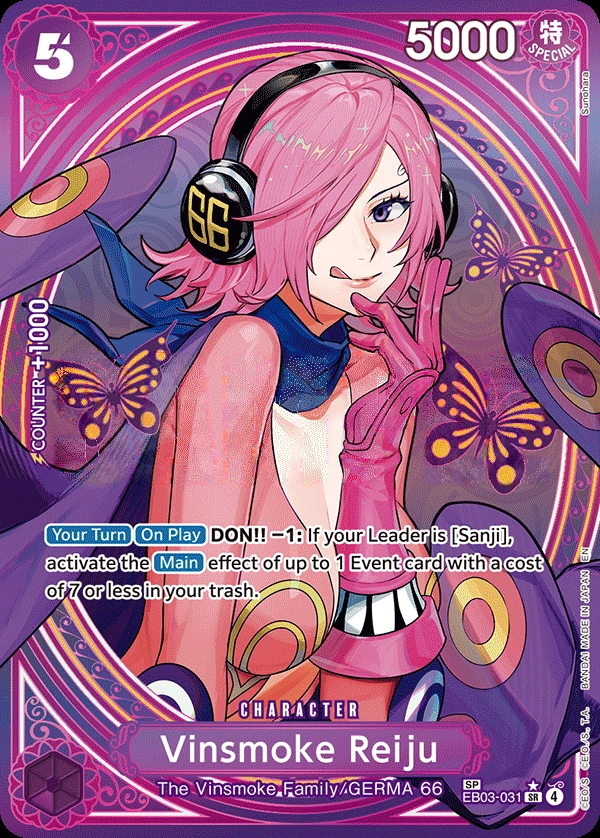 5
5000
特
SPECIAL
Sunohara
66
COUNTER +1000
Your Turn On Play DON!! −1: If your Leader is [Sanji],
activate the Main effect of up to 1 Event card with a cost
of 7 or less in your trash.
CHARACTER
Vinsmoke Reiju
The Vinsmoke Family/GERMA 66
SP
EB03-031 ★ SR 4
©E.O./S. ©E.O./S., T.A. BANDAI MADE IN JAPAN EN